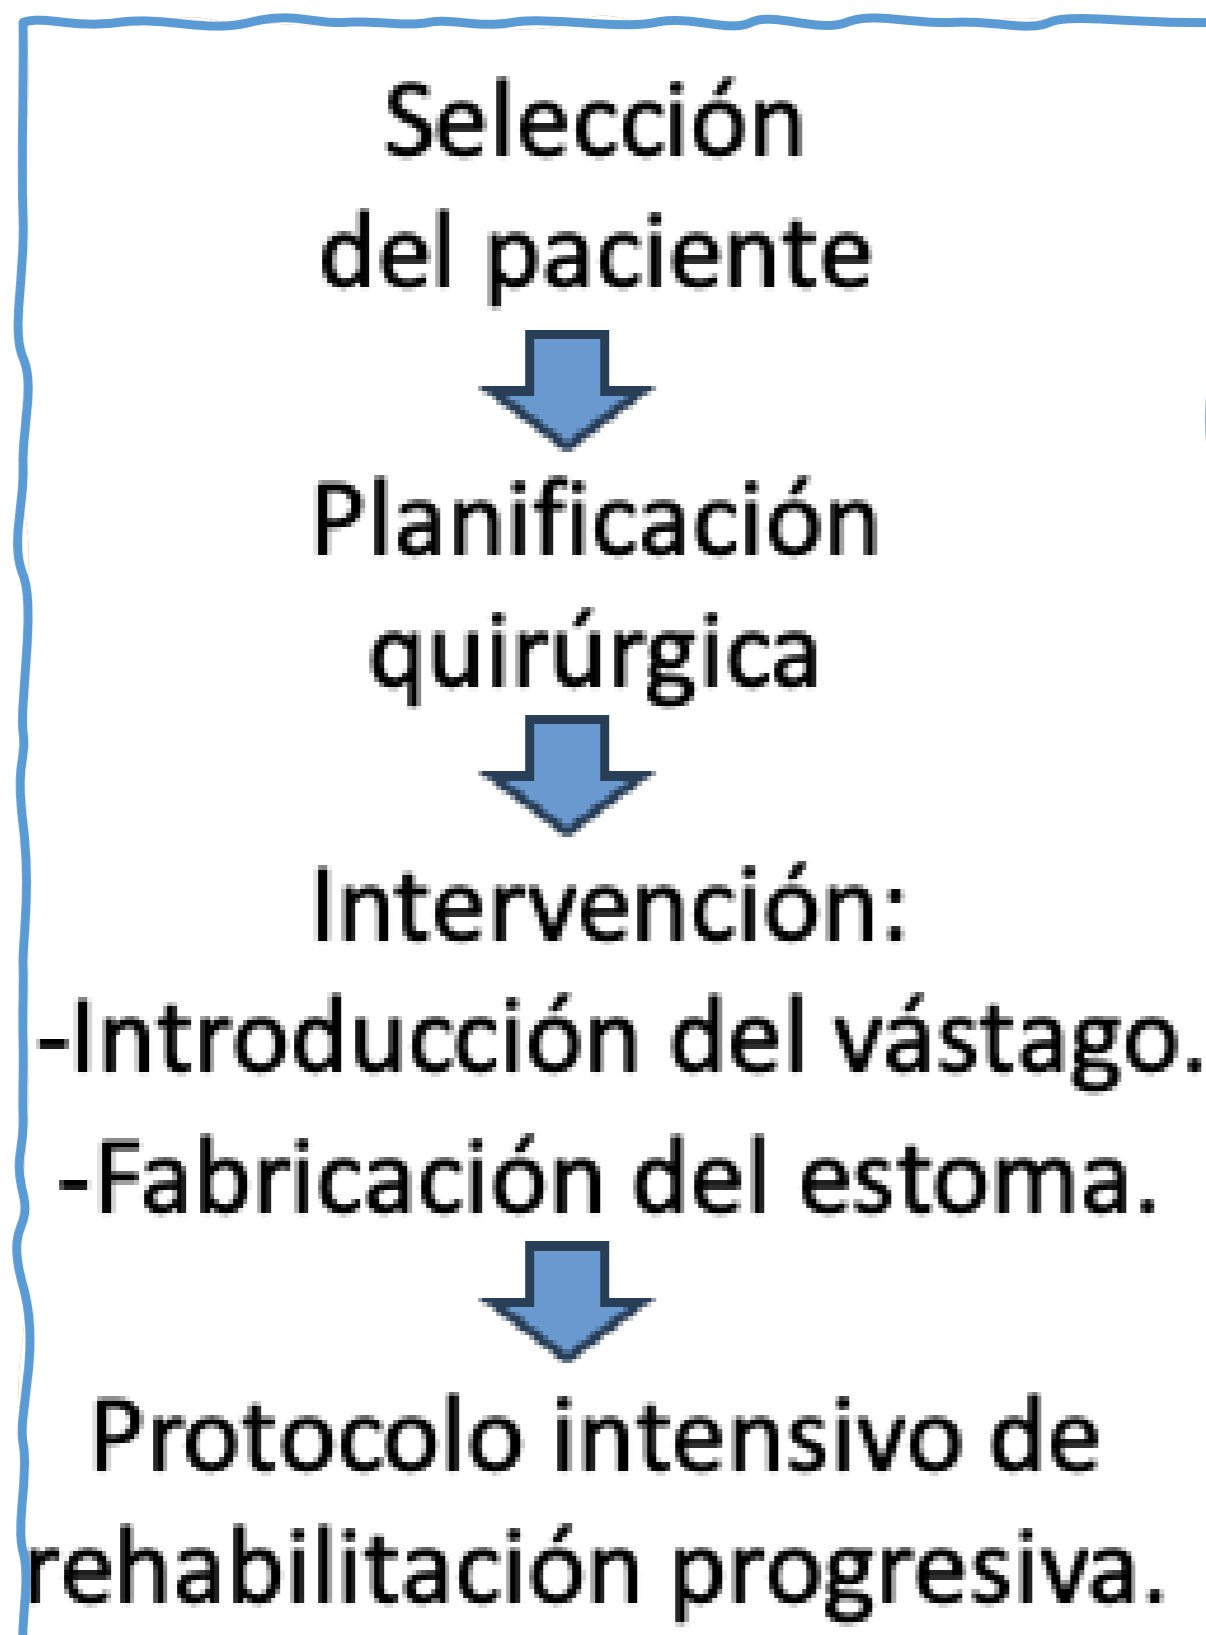 Selección
del paciente
Planificación
quirúrgica
Intervención:
-Introducción del vástago.
-Fabricación del estoma.
Protocolo intensivo de
rehabilitación progresiva.